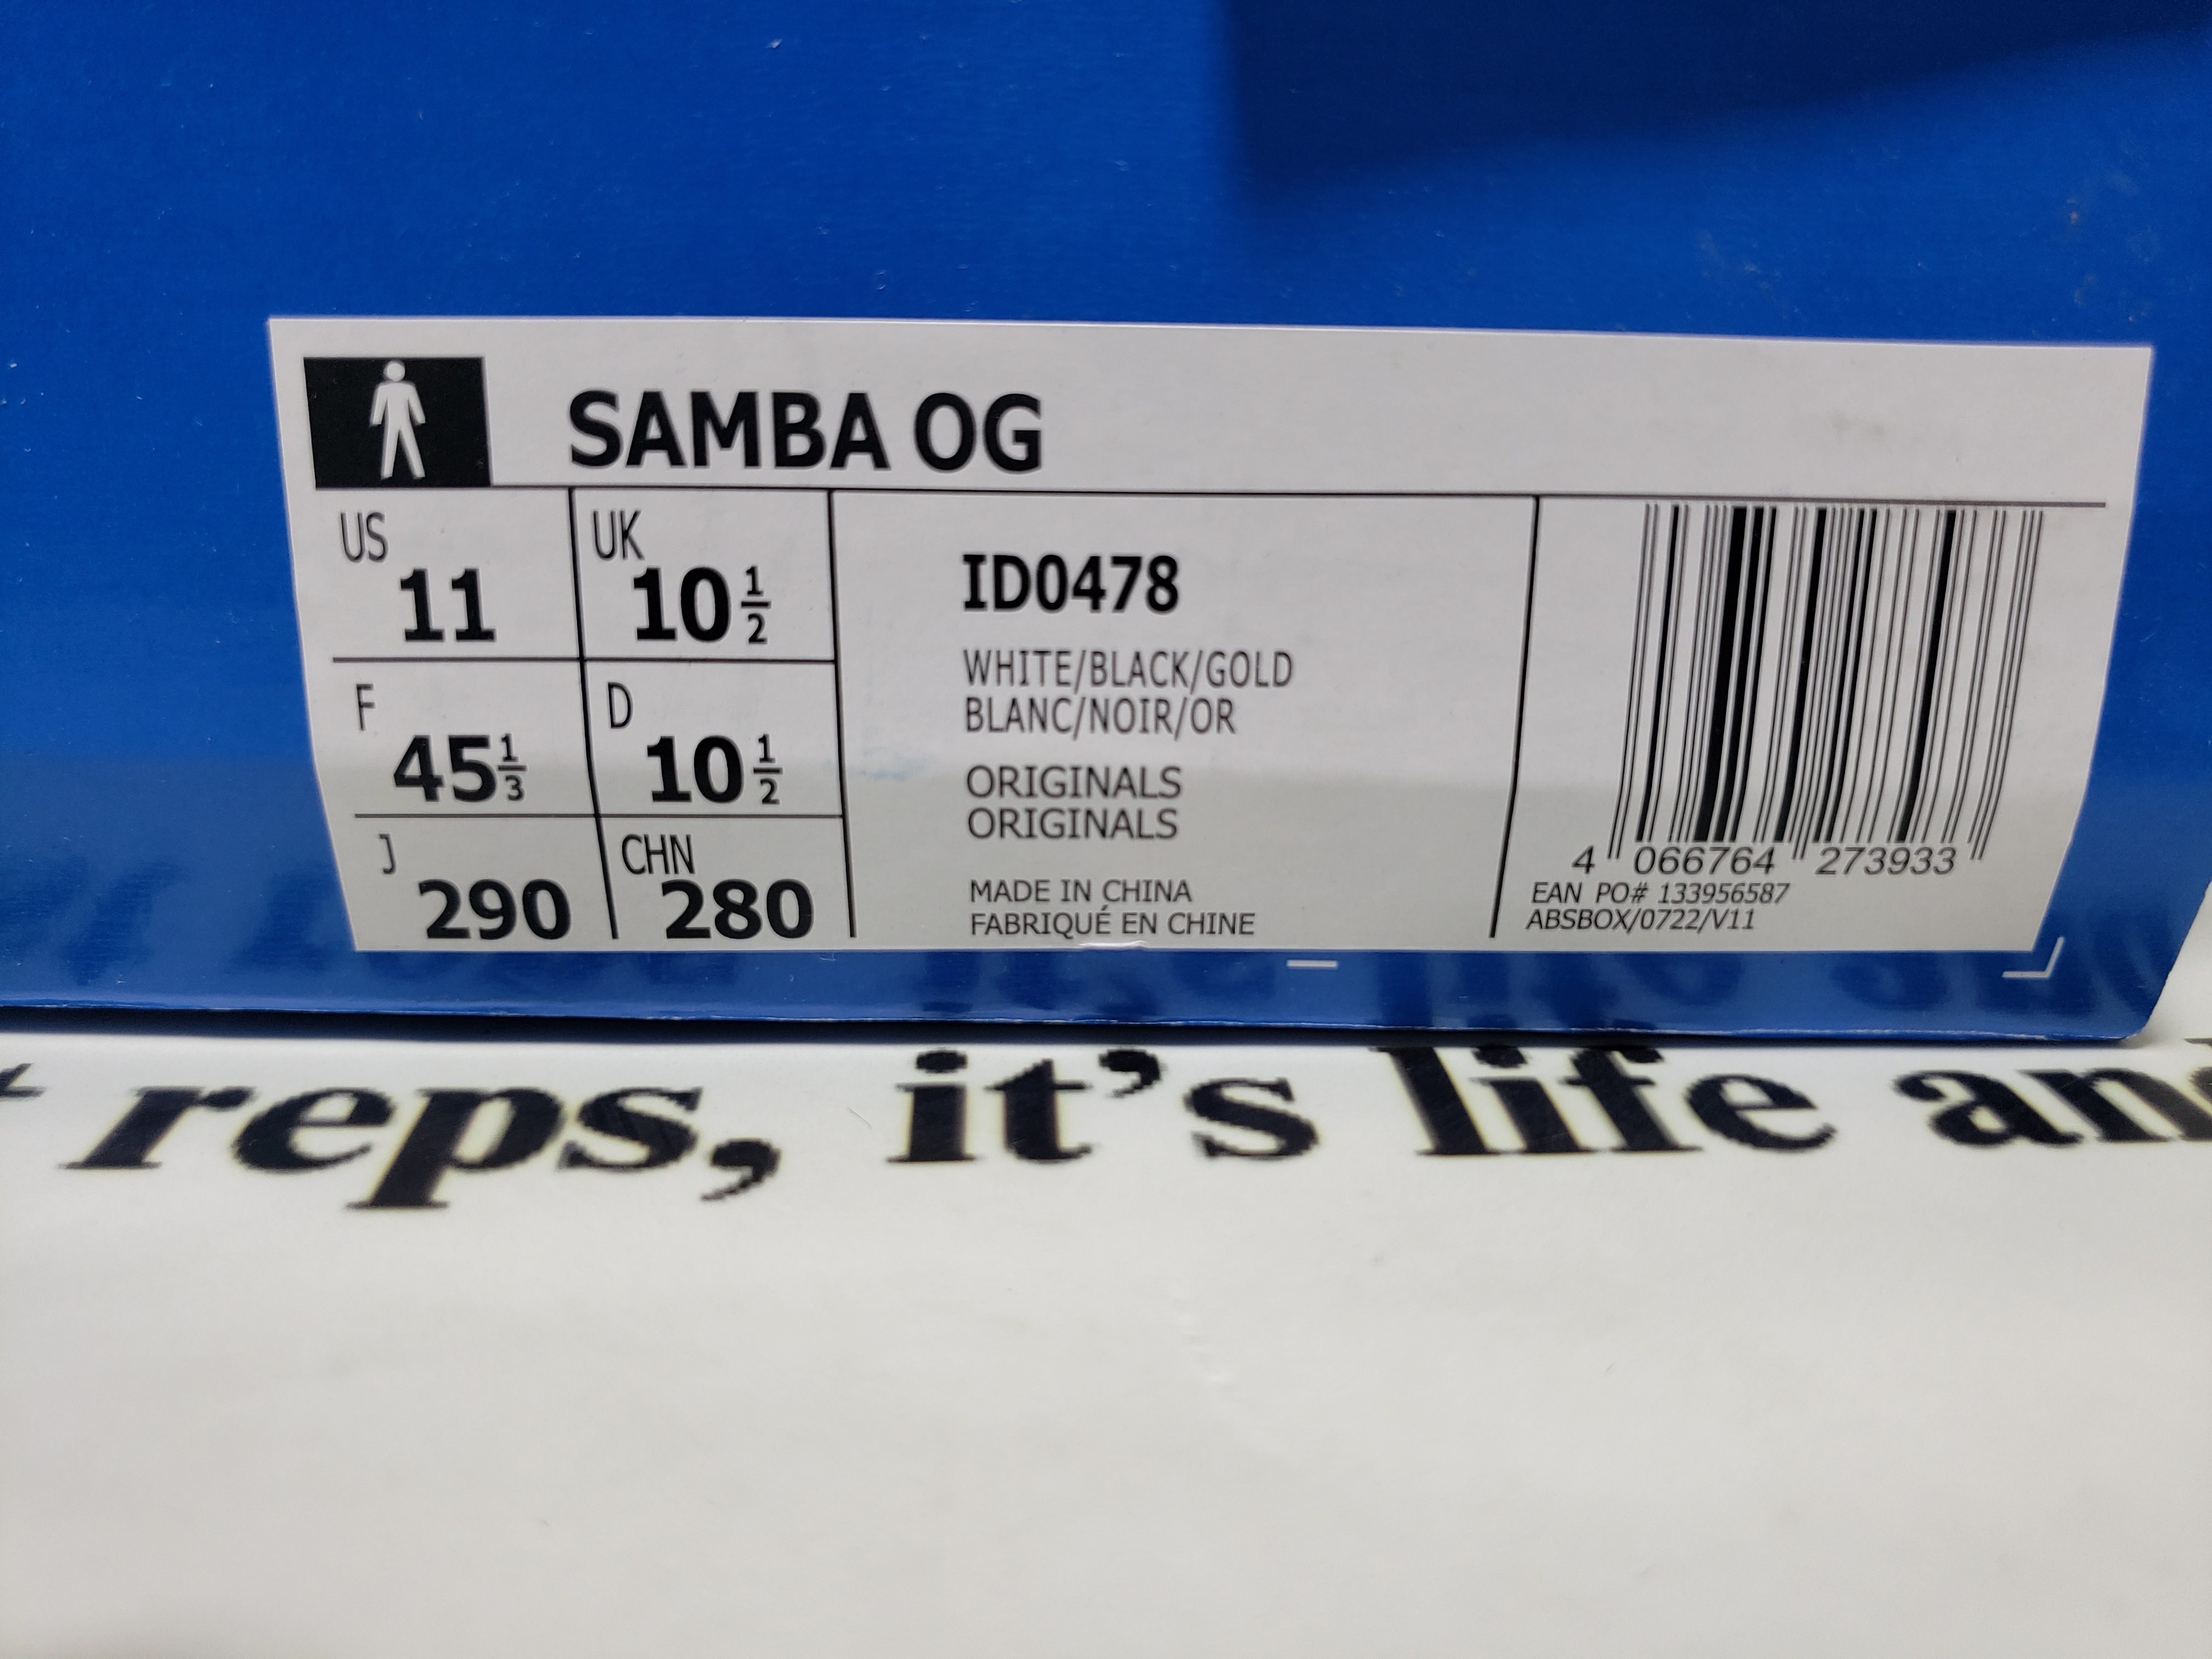 SAMBA OG
US 11
UK 10 1/2
F 45 1/3
D 10 1/2
J 290
CHN 280
ID0478
WHITE/BLACK/GOLD
BLANC/NOIR/OR
ORIGINALS
ORIGINALS
MADE IN CHINA
FABRIQUÉ EN CHINE
4 066764 273933
EAN PO# 133956587
ABSBOX/0722/V11
reps, it's life